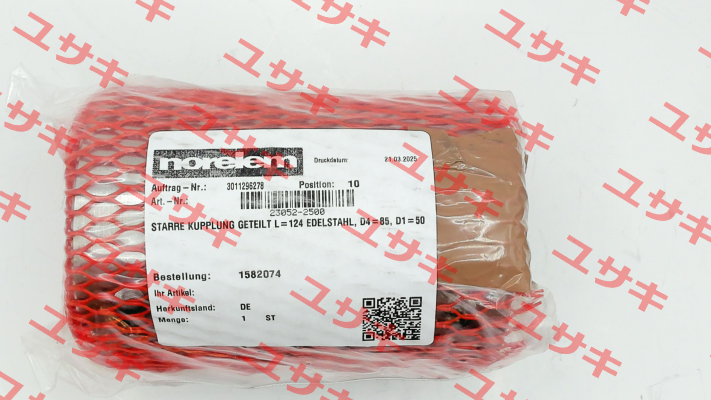 norelem
Druckdatum: 21.03.2025
Auftrag-Nr.: 3011296278 Position: 10
Art.-Nr.:
23052-2500
STARRE KUPPLUNG GETEILT L=124 EDELSTAHL, D4=85, D1=50
Bestellung: 1582074
Ihr Artikel:
Herkunftsland: DE
Menge: 1 ST
ユサキ